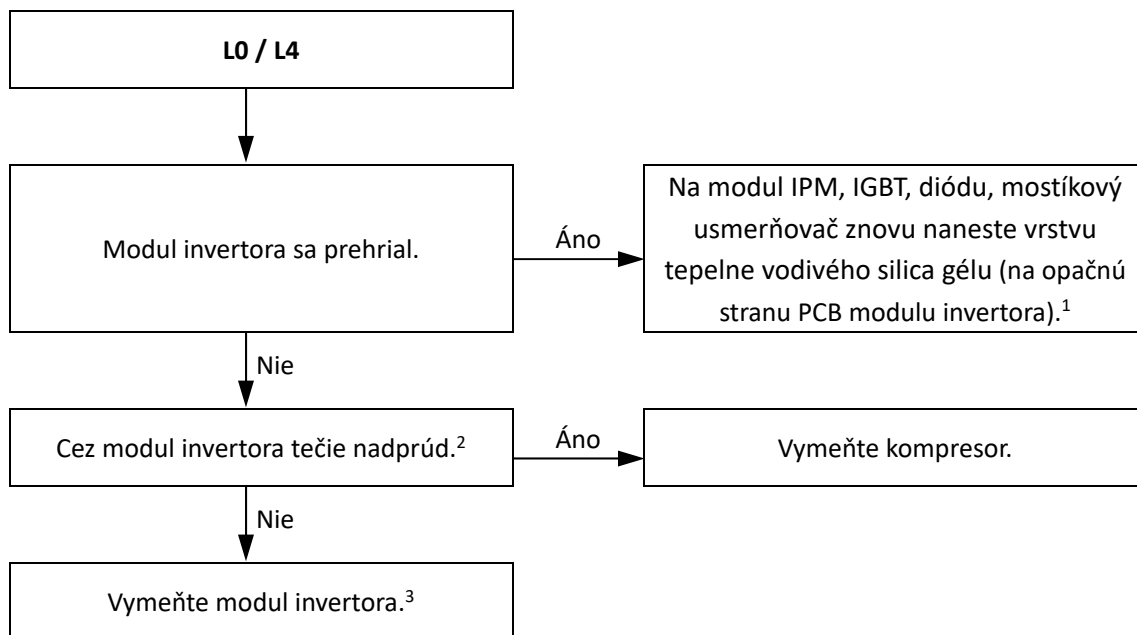 L0 / L4
Modul invertora sa prehrial.
Áno
Na modul IPM, IGBT, diódu, mostíkový
usmerňovač znovu naneste vrstvu
tepelne vodivého silica gélu (na opačnú
stranu PCB modulu invertora).¹
Nie
Cez modul invertora tečie nadprúd.²
Áno
Vymeňte kompresor.
Nie
Vymeňte modul invertora.³